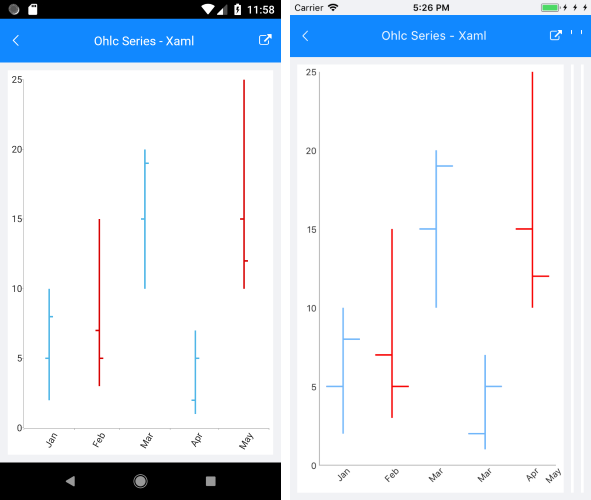 11:58
Ohlc Series - Xaml
25
20
15
10
5
0
Jan
Feb
Mar
Apr
May
Carrier
5:26 PM
Ohlc Series - Xaml
25
20
15
10
5
0
Jan
Feb
Mar
Mar
Apr
May